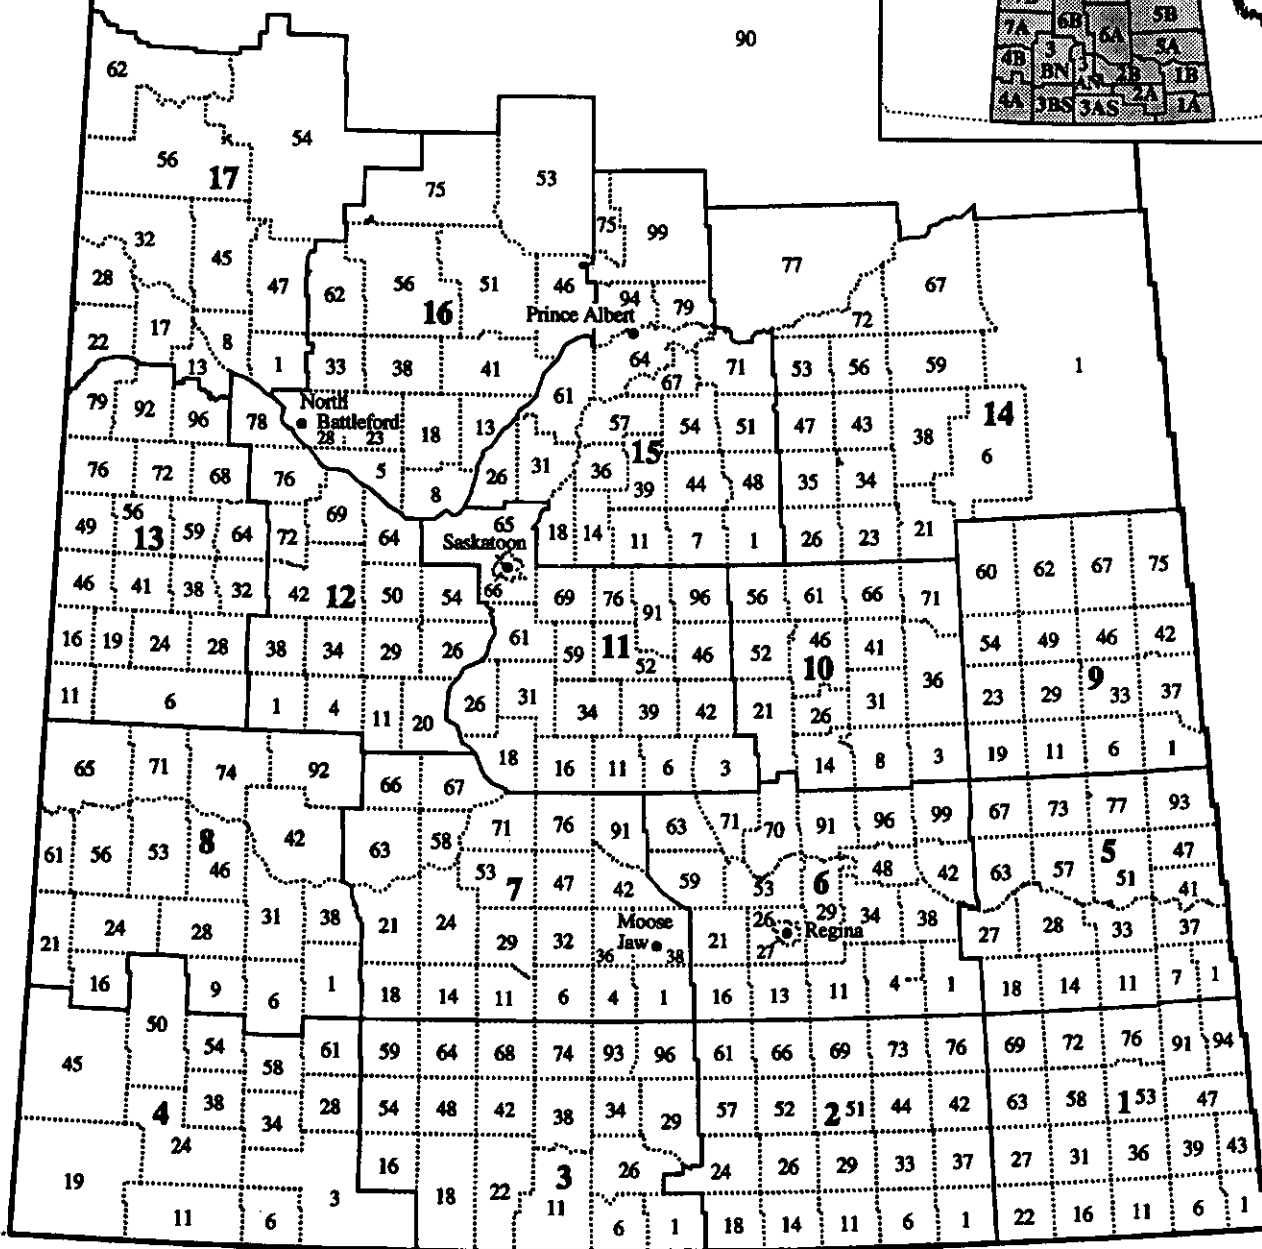 7A 6B 5B
6A
4B 3 BN 3 AN 2B 5A 1B
4A 3BS 3AS 2A 1A
90
62
54
56 17
75 53
75 99
32 45
28 47 62 56 51 46 77 67
16 94 79
Prince Albert
72
22 17 8
13 1 33 38 41 64 71 53 56 59 1
67
79 92 96 78 North 61
Battleford
28 23 18 13 57 54 51 47 43 38 14
15 6
76 72 68 76 5 26 31 36 44 48 35 34
8 39
56 69
49 13 59 64 72 64 65 18 14 11 7 1 26 23 21
Saskatoon
66
46 41 38 32 42 12 50 54 69 76 91 96 56 61 66 71 60 62 67 75
16 19 24 28 38 34 29 26 61 59 11 52 46 52 46 41 54 49 46 42
10 36 9
11 6 1 4 11 20 26 31 34 39 42 21 26 31 23 29 33 37
18 16 11 6 3 14 8 3 19 11 6 1
65 71 74 92 66 67
42 63 58 71 76 91 63 71 70 91 96 99 67 73 77 93
61 56 53 8 46
53 7 47 42 59 53 6 48 42 63 57 5 51 47 41
24 28 31 38 21 24 Moose 26 29 34 38
21 29 32 Jaw 21 Regina 27 28 33 37
36 38 27
16 9 6 1 18 14 11 6 4 1 16 13 11 4 1 18 14 11 7 1
50
45 54 58 61 59 64 68 74 93 96 61 66 69 73 76 69 72 76 91 94
4 38 34 28 54 48 42 38 34 29 57 52 2 51 44 42 63 58 1 53 47
24
19 16 3 26 24 26 29 33 37 27 31 36 39 43
3 18 22 11
11 6 6 1 18 14 11 6 1 22 16 11 6 1